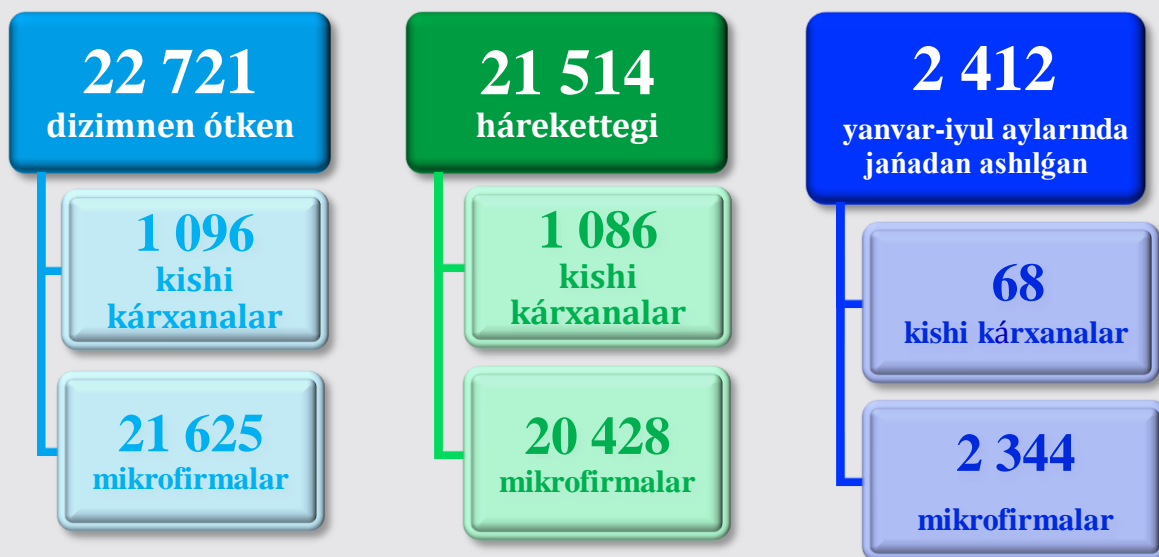 22 721
dizimnen ótken
1 096
kishi
kárxanalar
21 625
mikrofirmalar
21 514
hárekettegi
1 086
kishi
kárxanalar
20 428
mikrofirmalar
2 412
yanvar-iyul aylarında
jańadan ashılǵan
68
kishi kárxanalar
2 344
mikrofirmalar